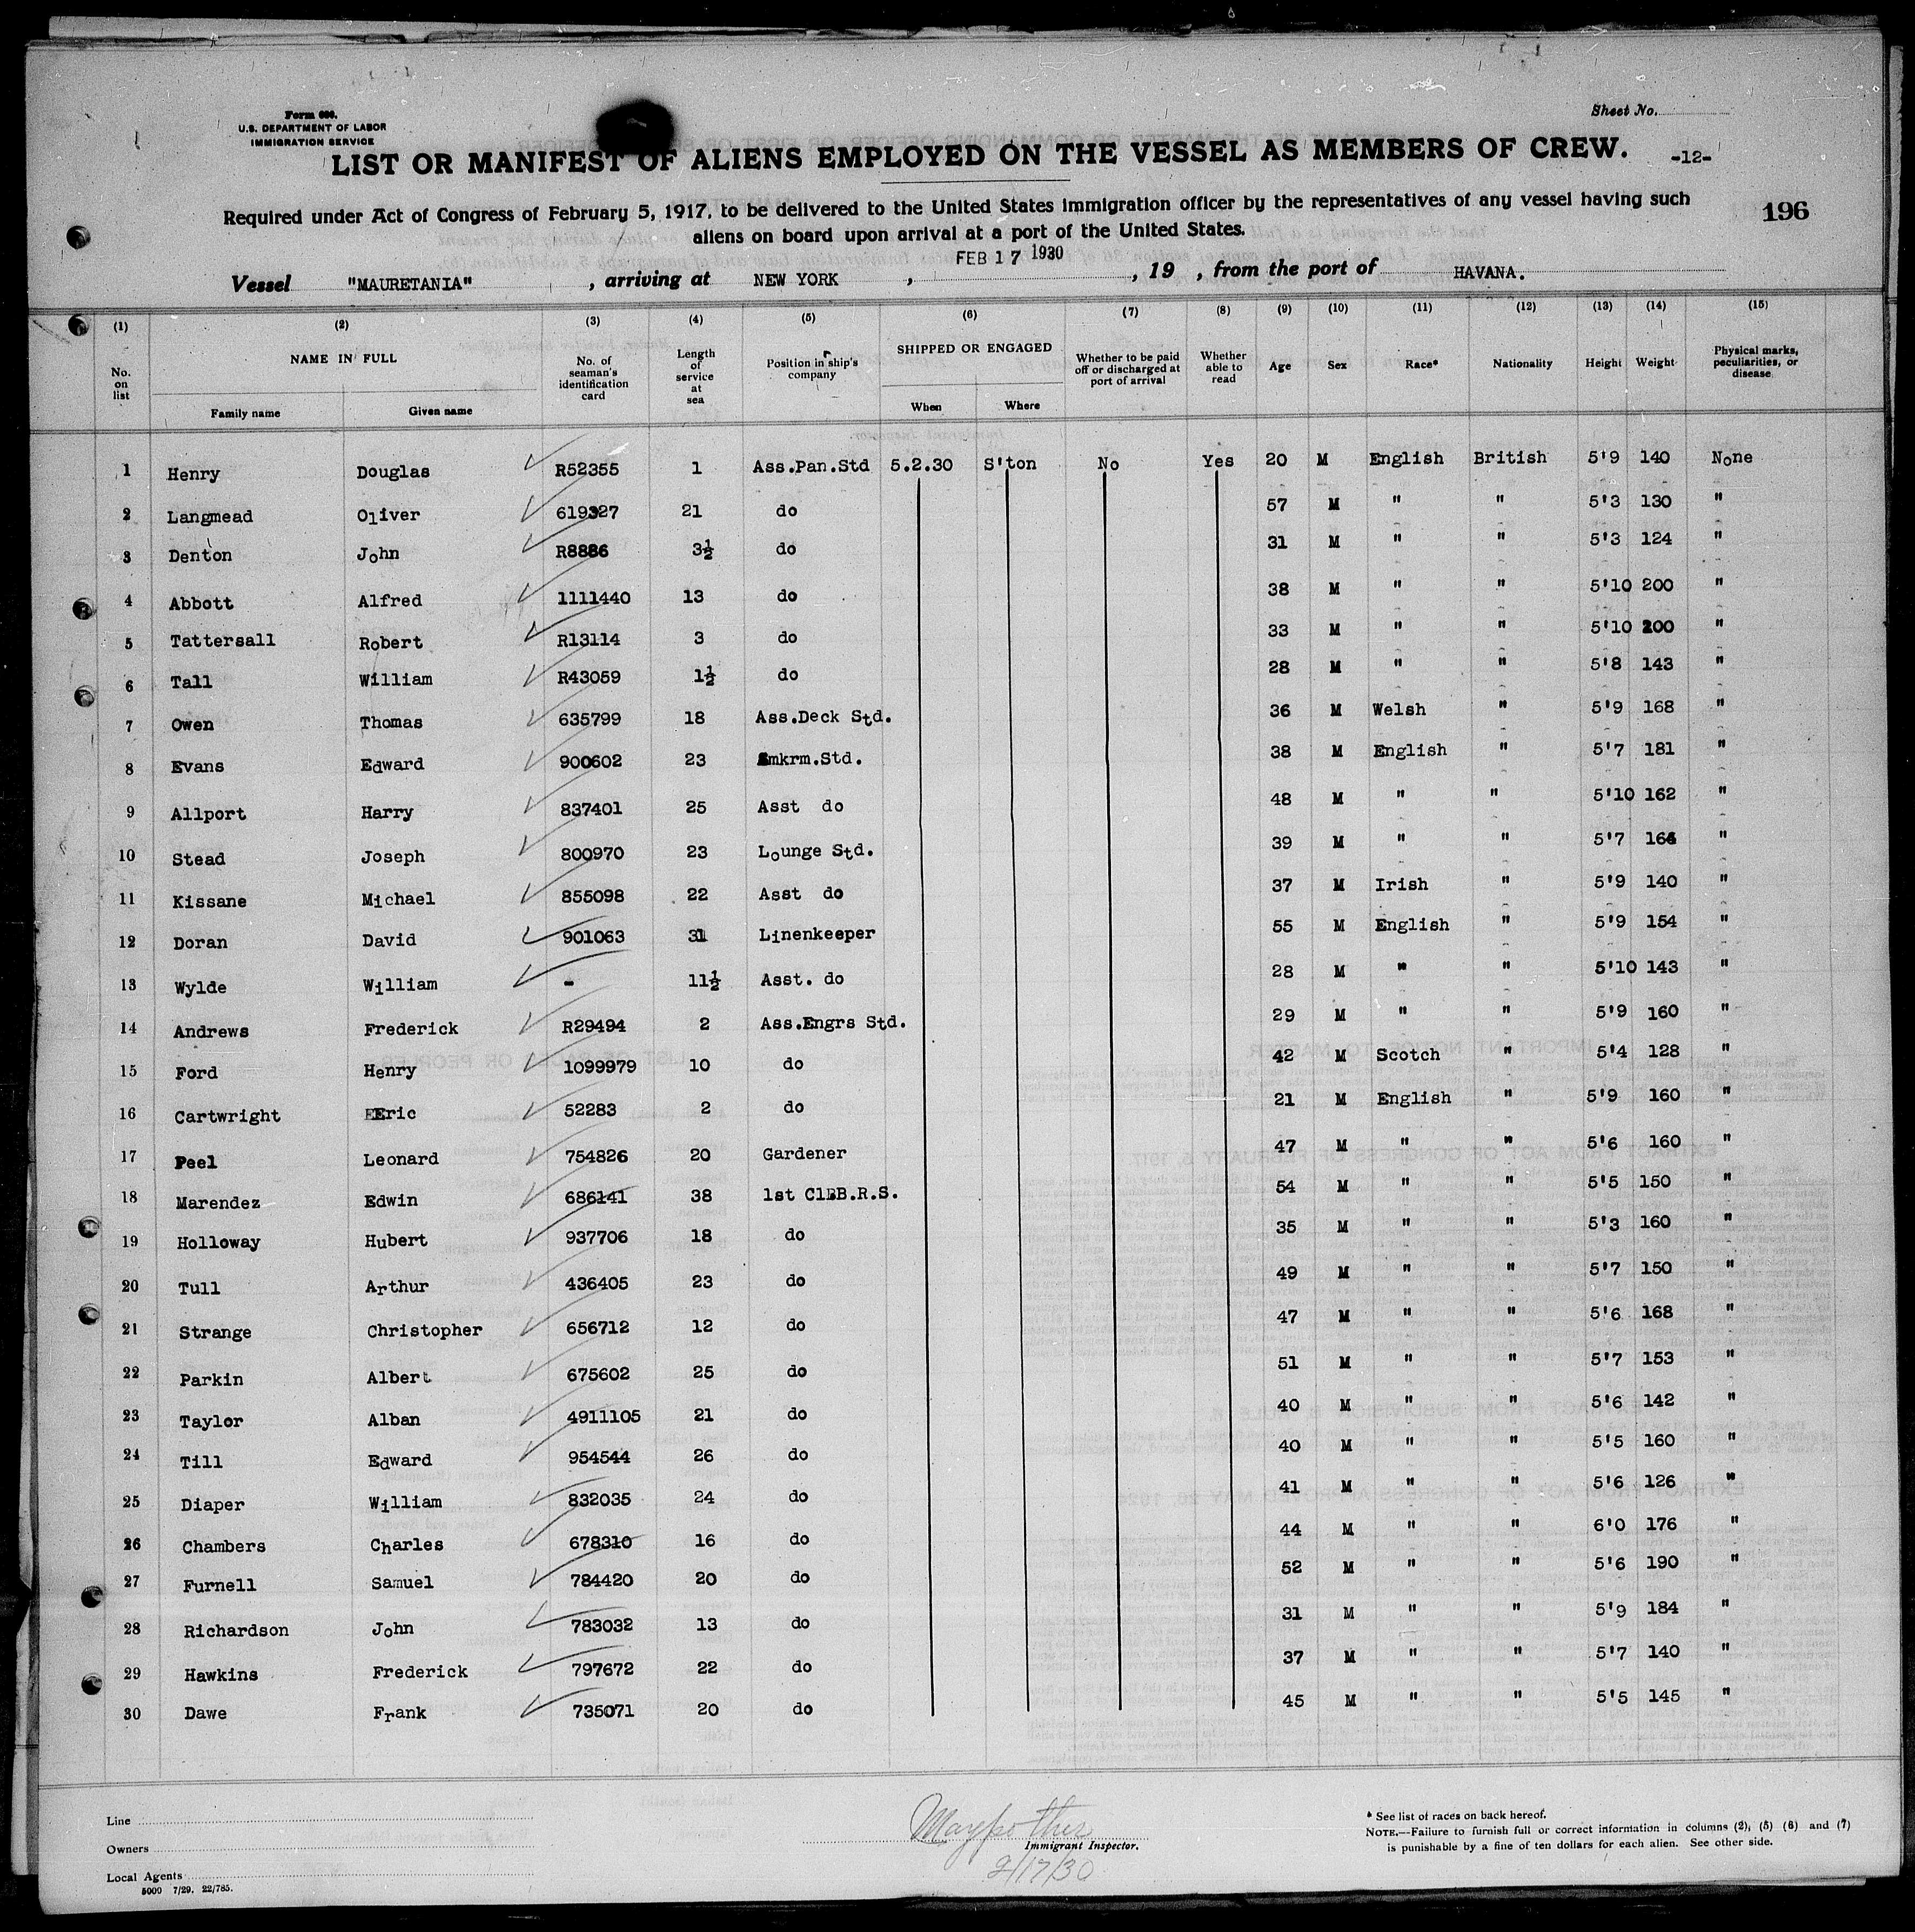 Sheet No.
Form 680.
U.S. DEPARTMENT OF LABOR
IMMIGRATION SERVICE
LIST OR MANIFEST OF ALIENS EMPLOYED ON THE VESSEL AS MEMBERS OF CREW. -12-
Required under Act of Congress of February 5, 1917, to be delivered to the United States immigration officer by the representatives of any vessel having such 196
aliens on board upon arrival at a port of the United States.
Vessel "MAURETANIA" , arriving at NEW YORK , FEB 17 1930 , 19 , from the port of HAVANA.
(1) (2) (3) (4) (5) (6) (7) (8) (9) (10) (11) (12) (13) (14) (15)
No. on list NAME IN FULL Family name Given name No. of seaman's identification card Length of service at sea Position in ship's company SHIPPED OR ENGAGED When Where Whether to be paid off or discharged at port of arrival Whether able to read Age Sex Race* Nationality Height Weight Physical marks, peculiarities, or disease
1 Henry Douglas R52355 1 Ass.Pan.Std 5.2.30 S'ton No Yes 20 M English British 5'9 140 None
2 Langmead Oliver 619327 21 do 57 M " " 5'3 130 "
3 Denton John R8886 3½ do 31 M " " 5'3 124 "
4 Abbott Alfred 1111440 13 do 38 M " " 5'10 200 "
5 Tattersall Robert R13114 3 do 33 M " " 5'10 200 "
6 Tall William R43059 1½ do 28 M " " 5'8 143 "
7 Owen Thomas 635799 18 Ass.Deck Std. 36 M Welsh " 5'9 168 "
8 Evans Edward 900602 23 Smkrm.Std. 38 M English " 5'7 181 "
9 Allport Harry 837401 25 Asst do 48 M " " 5'10 162 "
10 Stead Joseph 800970 23 Lounge Std. 39 M " " 5'7 "
11 Kissane Michael 855098 22 Asst do 37 M Irish " 5'9 140 "
12 Doran David 901063 31 Linenkeeper 55 M English " 5'9 154 "
13 Wylde William - 11½ Asst. do 28 M " " 5'10 143 "
14 Andrews Frederick R29494 2 Ass.Engrs Std. 29 M " " 5'9 160 "
15 Ford Henry 1099979 10 do 42 M Scotch " 5'4 128 "
16 Cartwright EEric 52283 2 do 21 M English " 5'9 160 "
17 Peel Leonard 754826 20 Gardener 47 M " " 5'6 160 "
18 Marendez Edwin 686141 38 1st ClBB.R.S. 54 M " " 5'5 150 "
19 Holloway Hubert 937706 18 do 35 M " " 5'3 160 "
20 Tull Arthur 436405 23 do 49 M " " 5'7 150 "
21 Strange Christopher 656712 12 do 47 M " " 5'6 168 "
22 Parkin Albert 675602 25 do 51 M " " 5'7 153 "
23 Taylor Alban 4911105 21 do 40 M " " 5'6 142 "
24 Till Edward 954544 26 do 40 M " " 5'5 160 "
25 Diaper William 832035 24 do 41 M " " 5'6 126 "
26 Chambers Charles 678310 16 do 44 M " " 6'0 176 "
27 Furnell Samuel 784420 20 do 52 M " " 5'6 190 "
28 Richardson John 783032 13 do 31 M " " 5'9 184 "
29 Hawkins Frederick 797672 22 do 37 M " " 5'7 140 "
30 Dawe Frank 735071 20 do 45 M " " 5'5 145 "
Line
Owners
Local Agents
5000 7/29. 22/785.
Maypother
Immigrant Inspector.
2/17/30
* See list of races on back hereof.
NOTE.—Failure to furnish full or correct information in columns (2), (5) (6) and (7)
is punishable by a fine of ten dollars for each alien. See other side.